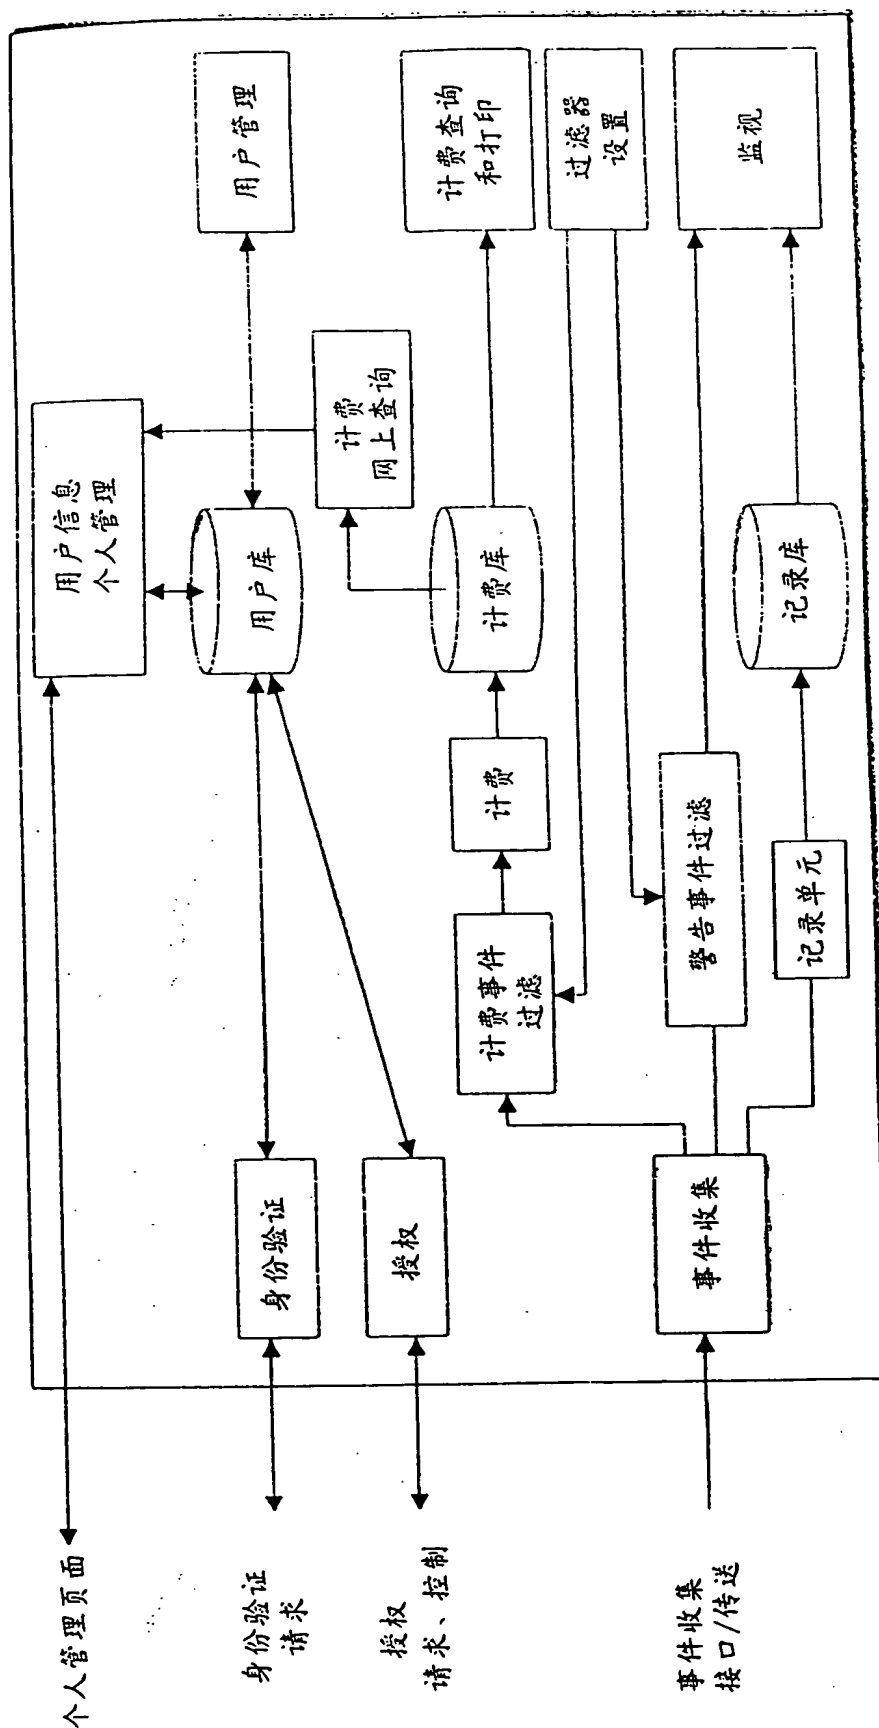 个人管理页面
身份验证
请求
授权
请求、控制
事件收集
接口/传送
用户信息
个人管理
用户管理
用户库
计费
网上查询
身份验证
授权
计费查询
和打印
计费库
计费
计费事件
过滤
过滤器
设置
警告事件过滤
监视
记录库
记录单元
事件收集